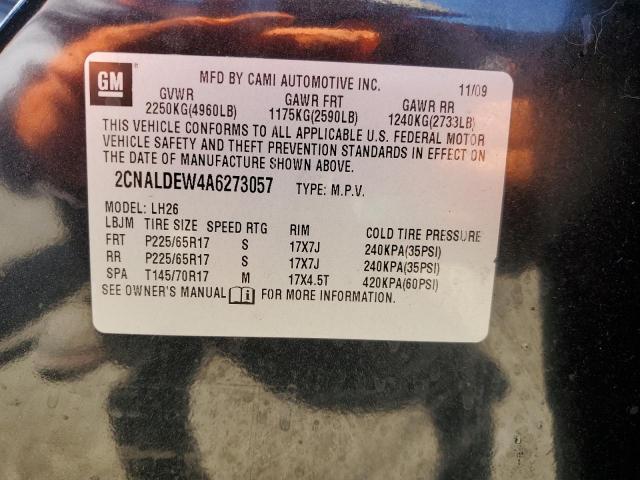 GM
MFD BY CAMI AUTOMOTIVE INC. 11/09
GVWR GAWR FRT GAWR RR
2250KG(4960LB) 1175KG(2590LB) 1240KG(2733LB)
THIS VEHICLE CONFORMS TO ALL APPLICABLE U.S. FEDERAL MOTOR
VEHICLE SAFETY AND THEFT PREVENTION STANDARDS IN EFFECT ON
THE DATE OF MANUFACTURE SHOWN ABOVE.
2CNALDEW4A6273057 TYPE: M.P.V.
MODEL: LH26
LBJM TIRE SIZE SPEED RTG RIM COLD TIRE PRESSURE
FRT P225/65R17 S 17X7J 240KPA(35PSI)
RR P225/65R17 S 17X7J 240KPA(35PSI)
SPA T145/70R17 M 17X4.5T 420KPA(60PSI)
SEE OWNER'S MANUAL FOR MORE INFORMATION.